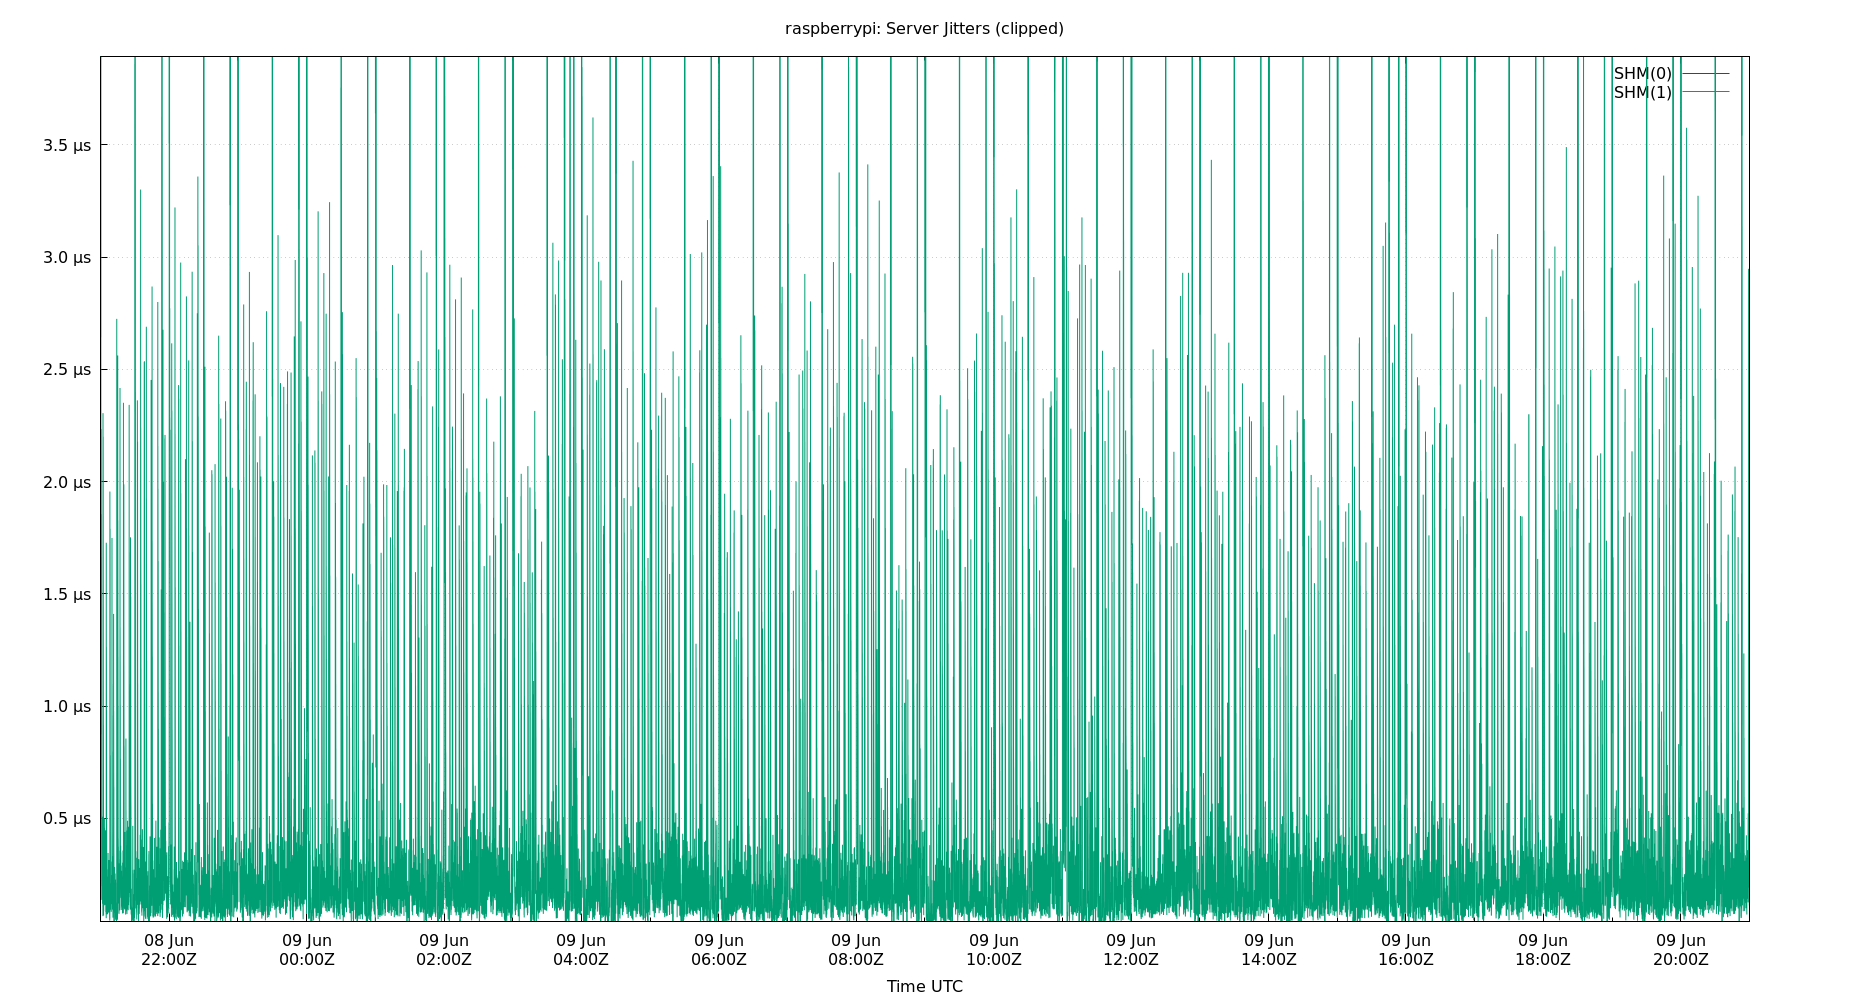 raspberrypi: Server Jitters (clipped)
SHM(0)
SHM(1)
3.5 μs
3.0 μs
2.5 μs
2.0 μs
1.5 μs
1.0 μs
0.5 μs
08 Jun 09 Jun 09 Jun 09 Jun 09 Jun 09 Jun 09 Jun 09 Jun 09 Jun 09 Jun 09 Jun 09 Jun
22:00Z 00:00Z 02:00Z 04:00Z 06:00Z 08:00Z 10:00Z 12:00Z 14:00Z 16:00Z 18:00Z 20:00Z
Time UTC